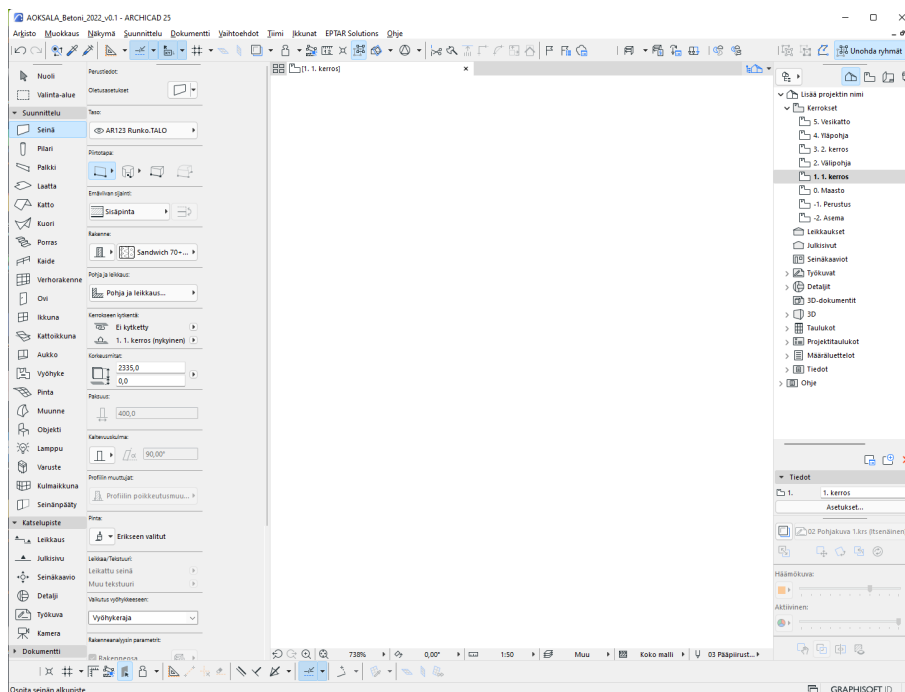 AOKSALA_Betoni_2022_v0.1 - ARCHICAD 25
Arkisto Muokkaus Näkymä Suunnittelu Dokumentti Vaihtoehdot Tiimi Ikkunat EPTAR Solutions Ohje
Unohda ryhmät
Nuoli
Valinta-alue
Suunnittelu
Seinä
Pilari
Palkki
Laatta
Katto
Kuori
Porras
Kaide
Verhorakenne
Ovi
Ikkuna
Kattoikkuna
Aukko
Vyöhyke
Pinta
Muunne
Objekti
Lamppu
Varuste
Kulmaikkuna
Seinänpääty
Katselupiste
Leikkaus
Julkisivu
Seinäkaavio
Detalji
Työkuva
Kamera
Dokumentti
Perustiedot:
Oletusasetukset
Taso:
AR123 Runko.TALO
Piirtotapa:
Emäviivan sijainti:
Sisäpinta
Rakenne:
Sandwich 70+...
Pohja ja leikkaus:
Pohja ja leikkaus...
Kerrokseen kytkentä:
Ei kytketty
1. 1. kerros (nykyinen)
Korkeusmitat:
2335,0
0,0
Paksuus:
400,0
Kaltevuuskulma:
90,00°
Profiilin muuttujat:
Profiilin poikkeutusmuu...
Pinta:
Erikseen valitut
Leikkaa/Tekstuuri:
Leikattu seinä
Muu tekstuuri
Vaikutus vyöhykkeeseen:
Vyöhykeraja
Rakenneanalyysin parametrit:
Rakenneosa
[1. 1. kerros]
738%
0,00°
1:50
Muu
Koko malli
03 Pääpiirust...
Lisää projektin nimi
Kerrokset
5. Vesikatto
4. Yläpohja
3. 2. kerros
2. Välipohja
1. 1. kerros
0. Maasto
-1. Perustus
-2. Asema
Leikkaukset
Julkisivut
Seinäkaaviot
Työkuvat
Detaljit
3D-dokumentit
3D
Taulukot
Projektitaulukot
Määräluettelot
Tiedot
Ohje
Tiedot
1. 1. kerros
Asetukset...
02 Pohjakuva 1.krs (Itsenäinen
Häämökuva:
Aktiivinen:
Osoita seinän alkupiste
GRAPHISOFT ID